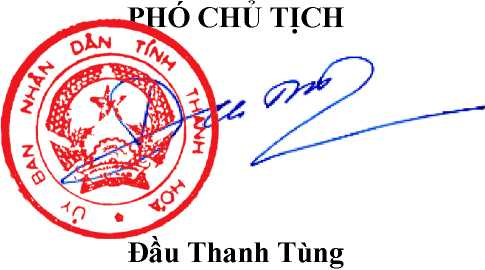 PHÓ CHỦ TỊCH
ỦY BAN NHÂN DÂN TỈNH THANH HÓA
Đầu Thanh Tùng